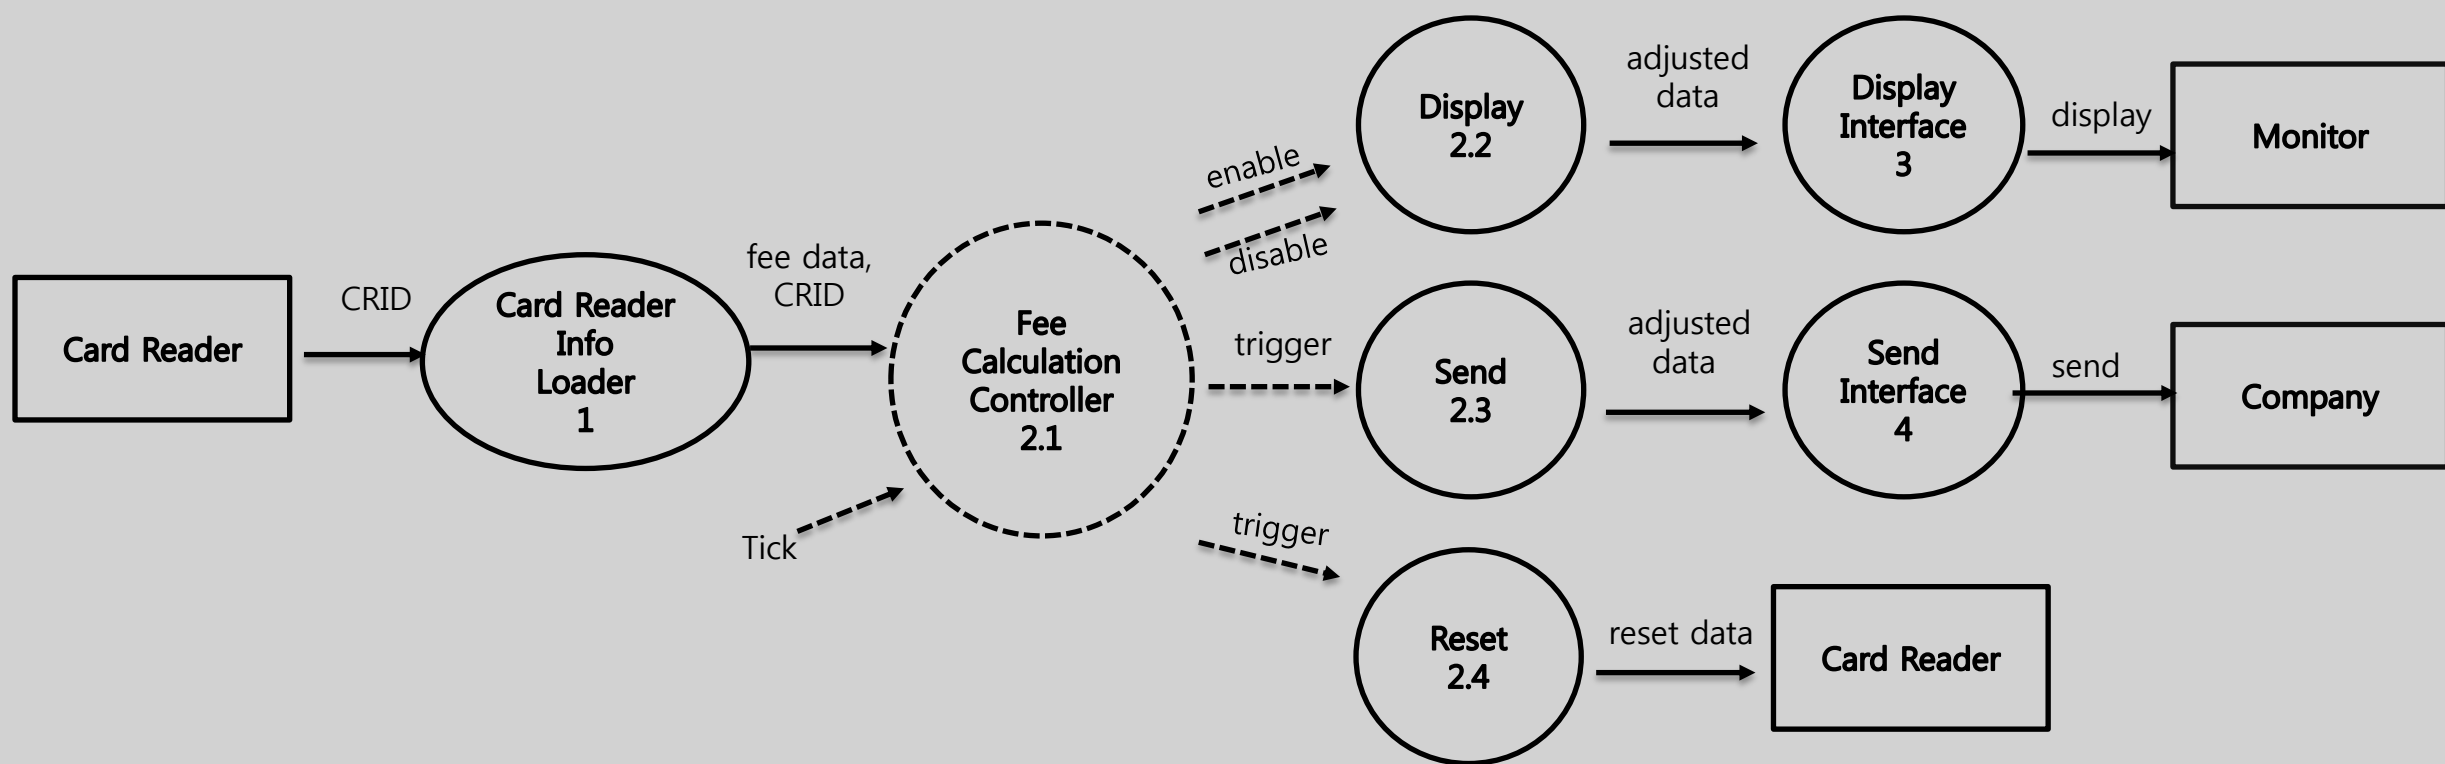 Card Reader
CRID
Card Reader
Info
Loader
1
fee data,
CRID
Tick
Fee
Calculation
Controller
2.1
enable
disable
trigger
trigger
Display
2.2
adjusted
data
Display
Interface
3
display
Monitor
Send
2.3
adjusted
data
Send
Interface
4
send
Company
Reset
2.4
reset data
Card Reader